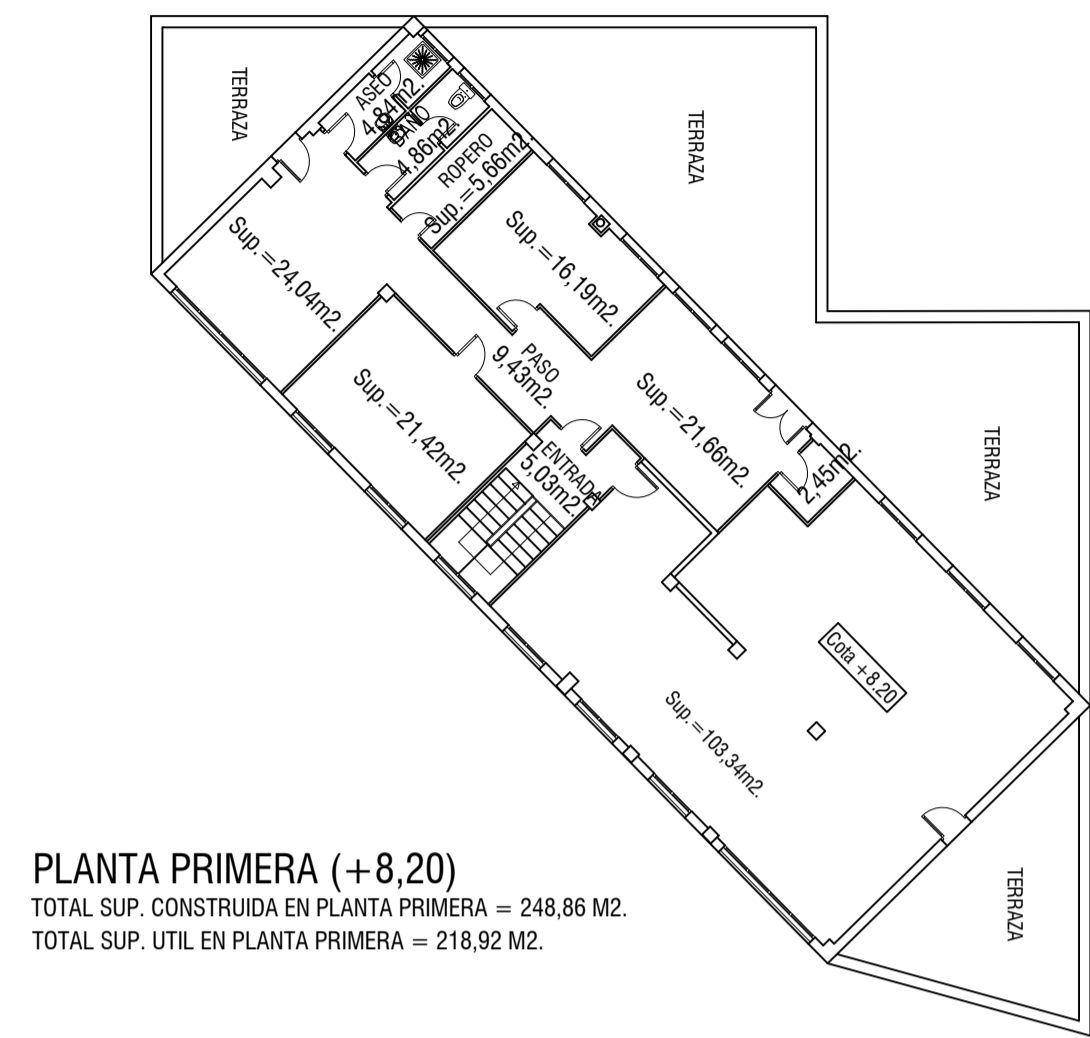 TERRAZA
TERRAZA
ASEO
4,84m2.
BANO
4,86m2.
ROPERO
Sup.=5,66m2.
Sup.=24,04m2.
Sup.=16,19m2.
PASO
9,43m2.
Sup.=21,42m2.
Sup.=21,66m2.
ENTRADA
5,03m2.
2,45m2.
TERRAZA
Cota +8.20
Sup.=103,34m2.
TERRAZA
PLANTA PRIMERA (+8,20)
TOTAL SUP. CONSTRUIDA EN PLANTA PRIMERA = 248,86 M2.
TOTAL SUP. UTIL EN PLANTA PRIMERA = 218,92 M2.